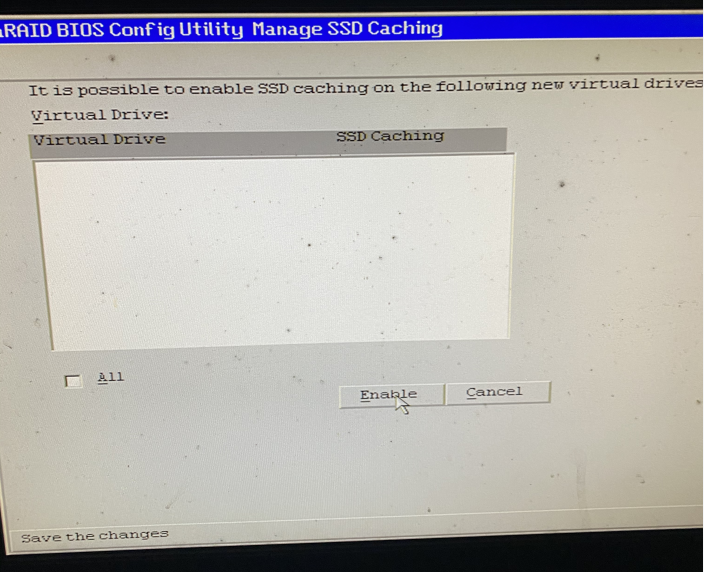 RAID BIOS Config Utility Manage SSD Caching
It is possible to enable SSD caching on the following new virtual drives
Virtual Drive:
Virtual Drive SSD Caching
All
Enable Cancel
Save the changes